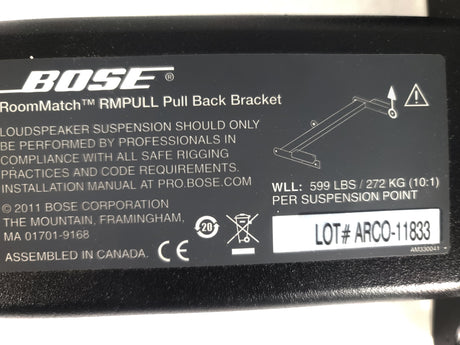 BOSE®
RoomMatch™ RMPULL Pull Back Bracket
LOUDSPEAKER SUSPENSION SHOULD ONLY
BE PERFORMED BY PROFESSIONALS IN
COMPLIANCE WITH ALL SAFE RIGGING
PRACTICES AND CODE REQUIREMENTS.
INSTALLATION MANUAL AT PRO.BOSE.COM
© 2011 BOSE CORPORATION
THE MOUNTAIN, FRAMINGHAM,
MA 01701-9168
ASSEMBLED IN CANADA.
20
CE
WLL: 599 LBS / 272 KG (10:1)
PER SUSPENSION POINT
LOT# ARCO-11833
AM330041